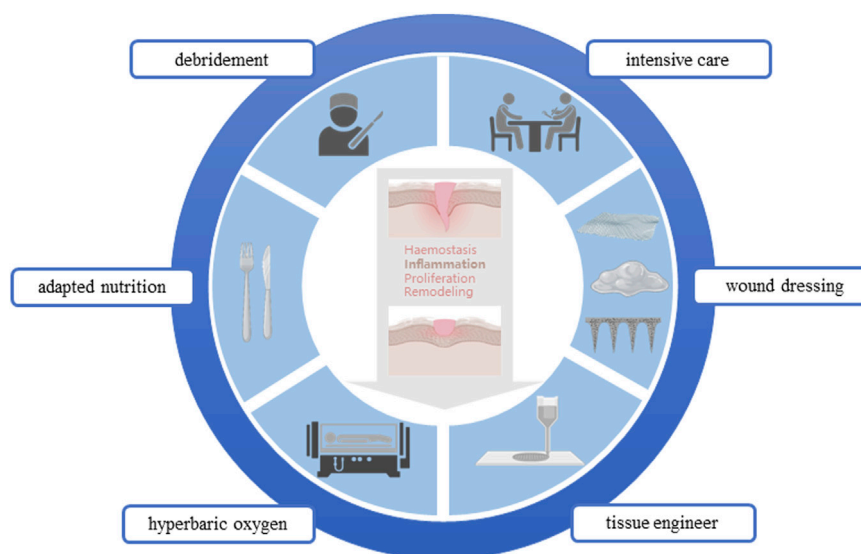 debridement
intensive care
Haemostasis
Inflammation
Proliferation
Remodeling
adapted nutrition
wound dressing
hyperbaric oxygen
tissue engineer